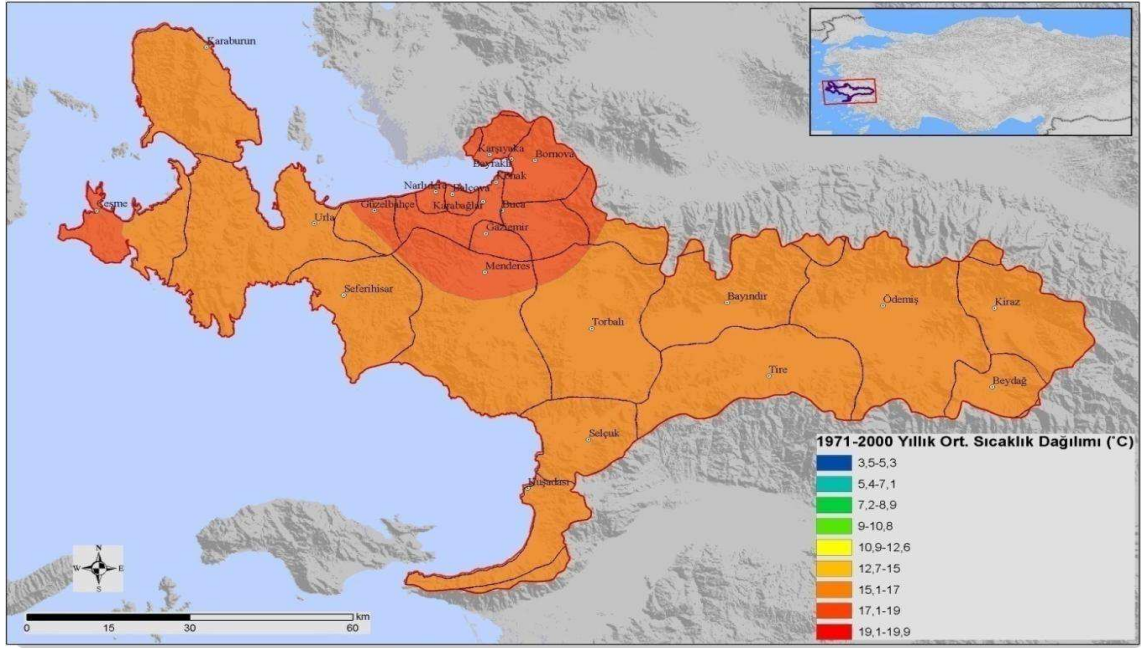 Karaburun
Karşıyaka
Bayraklı
Bornova
Konak
Narlıdere
Balçova
Çeşme
Güzelbahçe
Karabağlar
Buca
Urla
Gaziemir
Menderes
Seferihisar
Bayındır
Ödemiş
Kiraz
Torbalı
Tire
Beydağ
Selçuk
Kuşadası
1971-2000 Yıllık Ort. Sıcaklık Dağılımı (°C)
3,5-5,3
5,4-7,1
7,2-8,9
9-10,8
10,9-12,6
12,7-15
15,1-17
17,1-19
19,1-19,9
N
W E
S
km
0 15 30 60